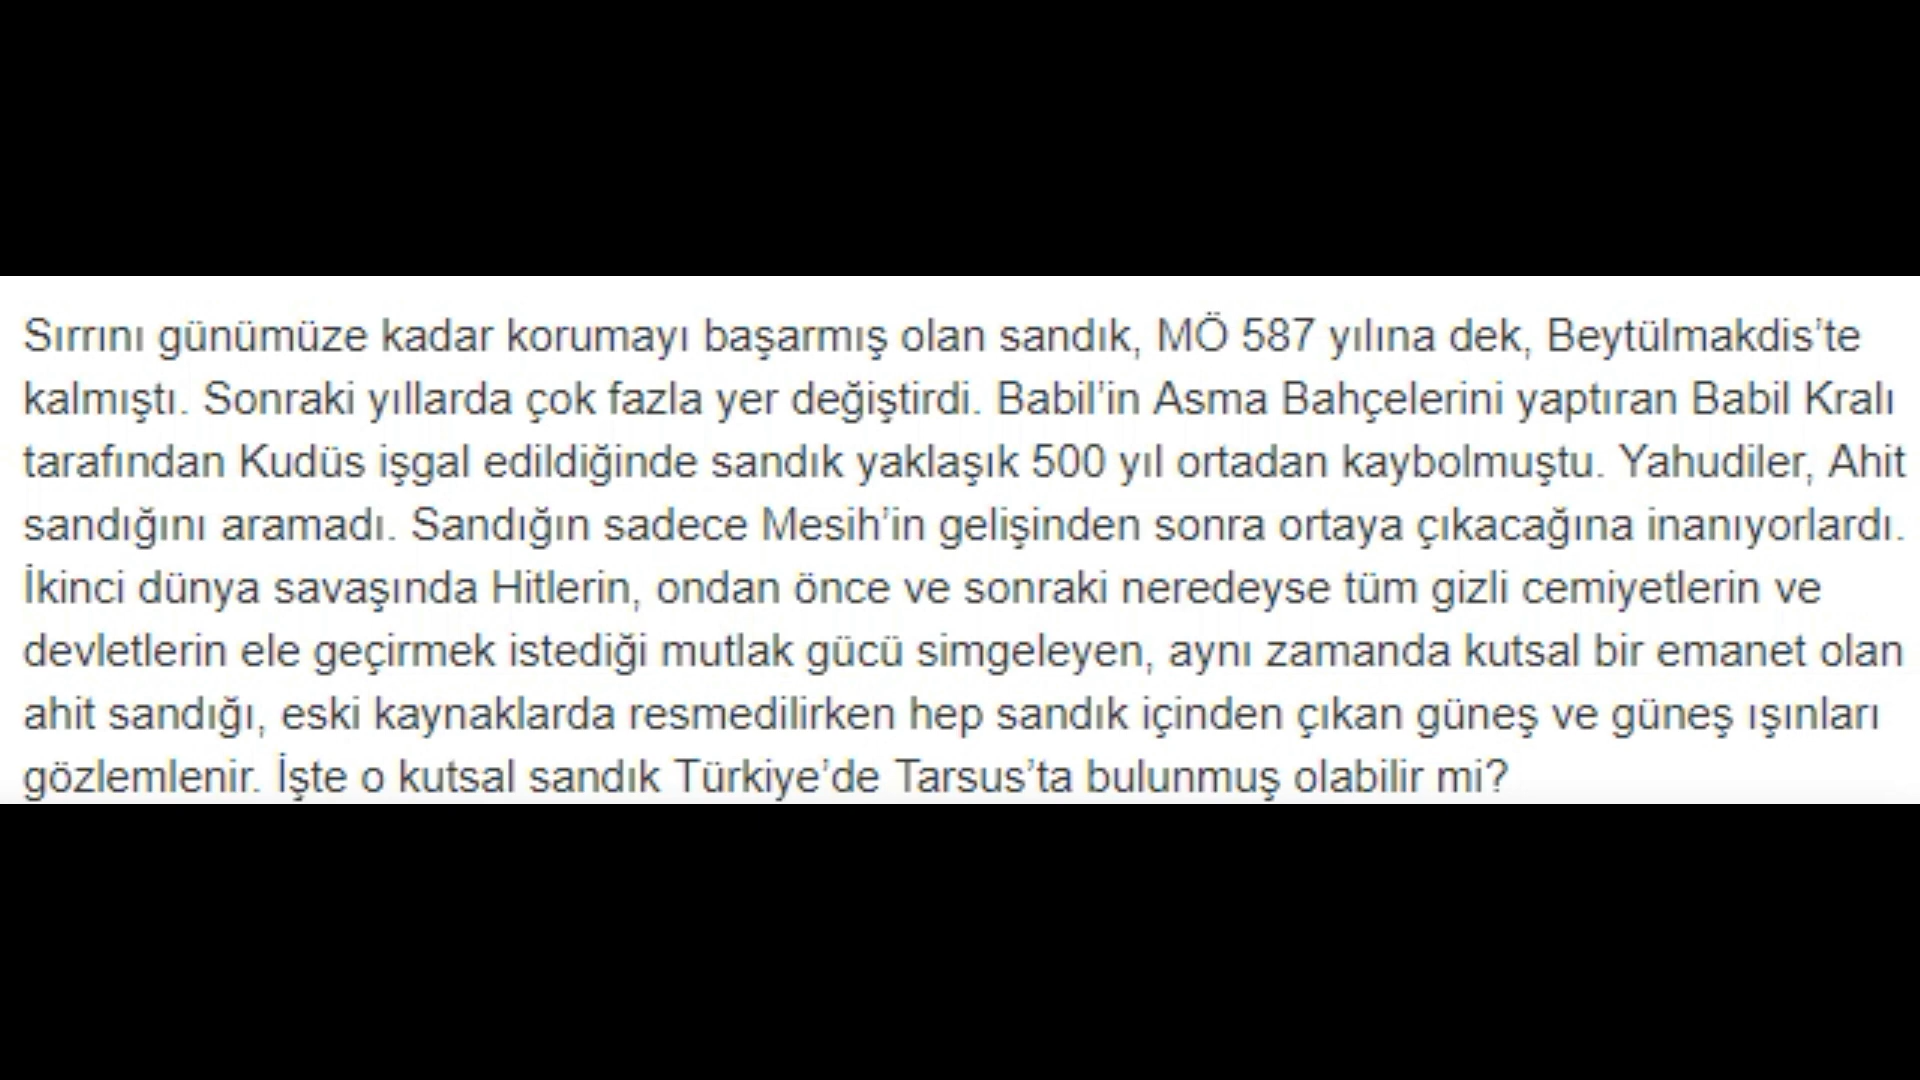 Sırrını günümüze kadar korumayı başarmış olan sandık, MÖ 587 yılına dek, Beytülmakdis’te
kalmıştı. Sonraki yıllarda çok fazla yer değiştirdi. Babil’in Asma Bahçelerini yaptıran Babil Kralı
tarafından Kudüs işgal edildiğinde sandık yaklaşık 500 yıl ortadan kaybolmuştu. Yahudiler, Ahit
sandığını aramadı. Sandığın sadece Mesih’in gelişinden sonra ortaya çıkacağına inanıyorlardı.
İkinci dünya savaşında Hitlerin, ondan önce ve sonraki neredeyse tüm gizli cemiyetlerin ve
devletlerin ele geçirmek istediği mutlak gücü simgeleyen, aynı zamanda kutsal bir emanet olan
ahit sandığı, eski kaynaklarda resmedilirken hep sandık içinden çıkan güneş ve güneş ışınları
gözlemlenir. İşte o kutsal sandık Türkiye’de Tarsus’ta bulunmuş olabilir mi?